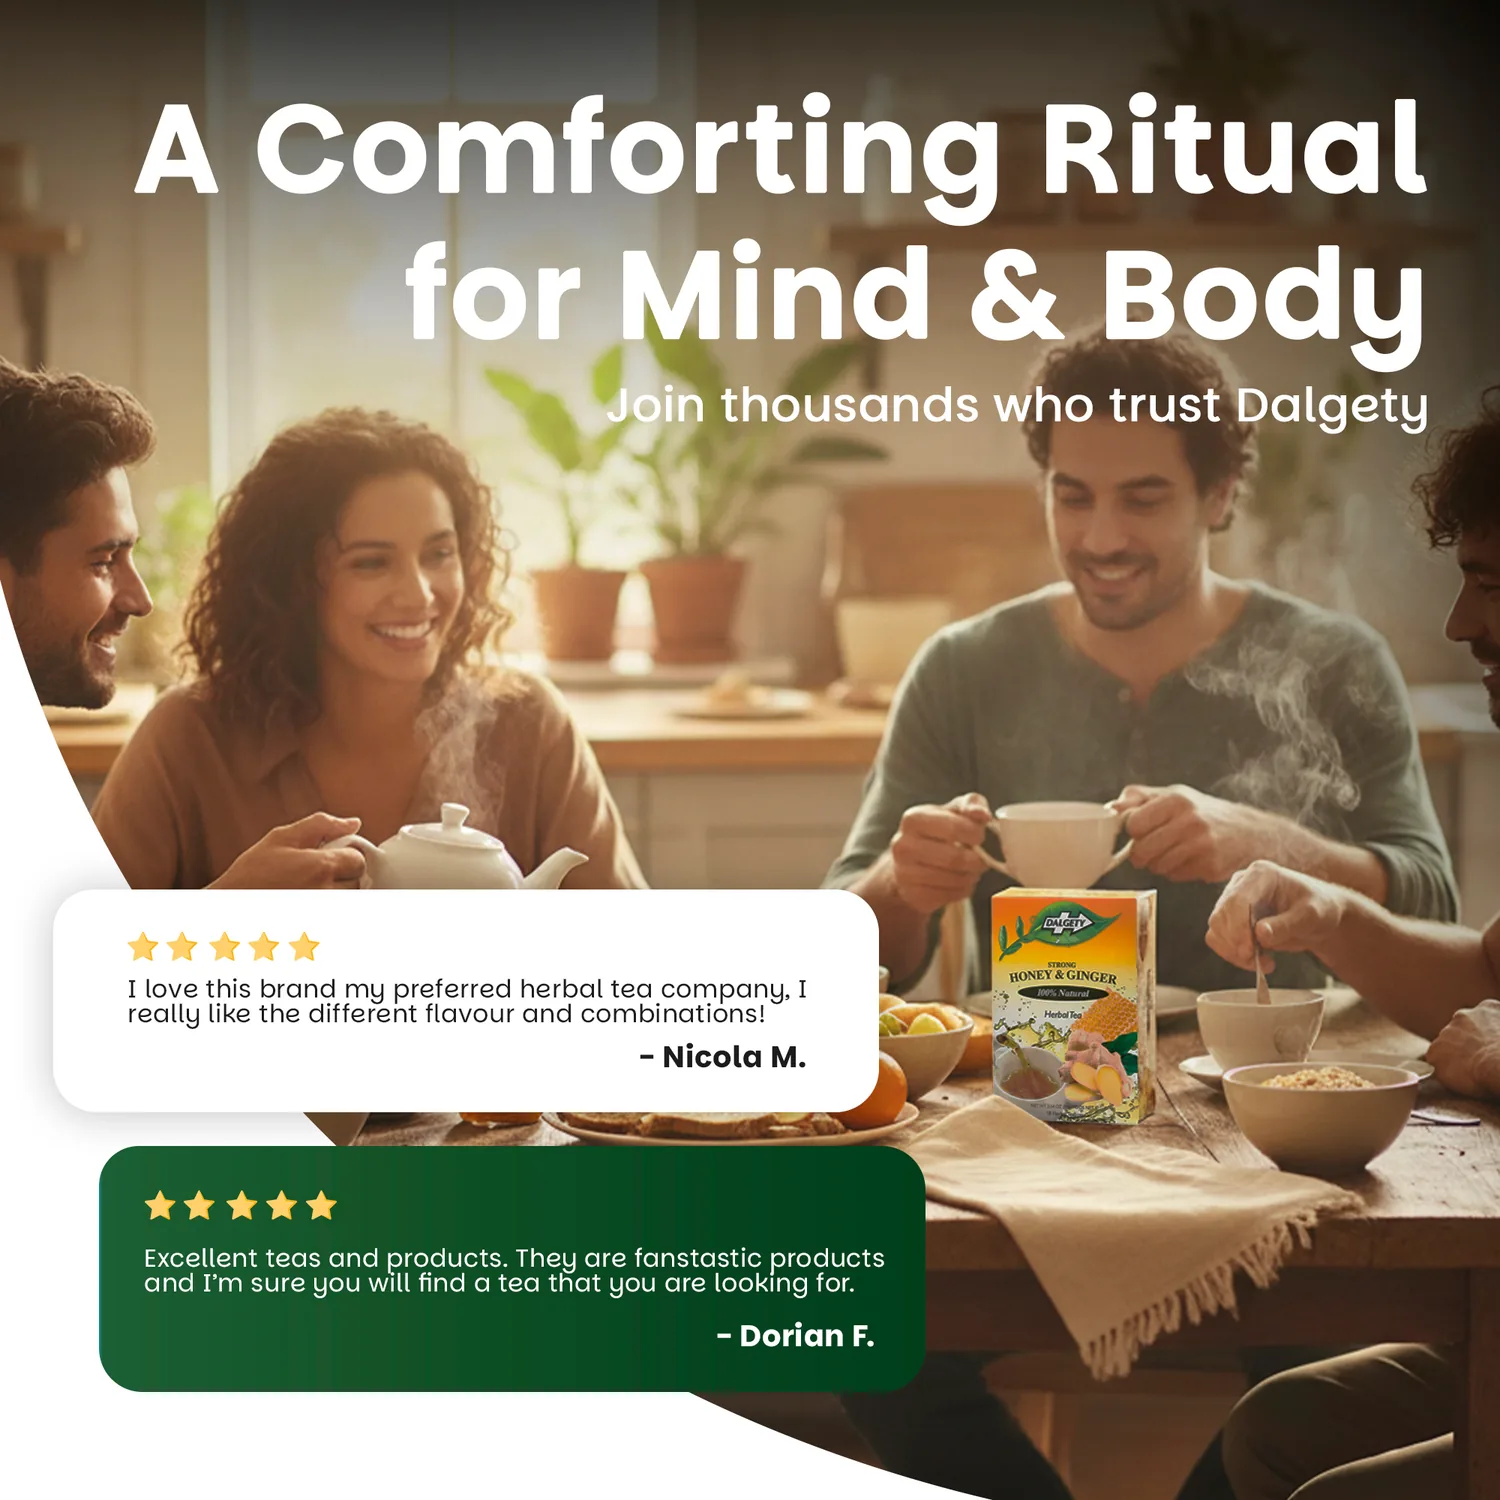 A Comforting Ritual
for Mind & Body
Join thousands who trust Dalgety
DALGETY
STRONG
HONEY & GINGER
100% Natural
Herbal Tea
I love this brand my preferred herbal tea company, I
really like the different flavour and combinations!
- Nicola M.
Excellent teas and products. They are fanstastic products
and I'm sure you will find a tea that you are looking for.
- Dorian F.